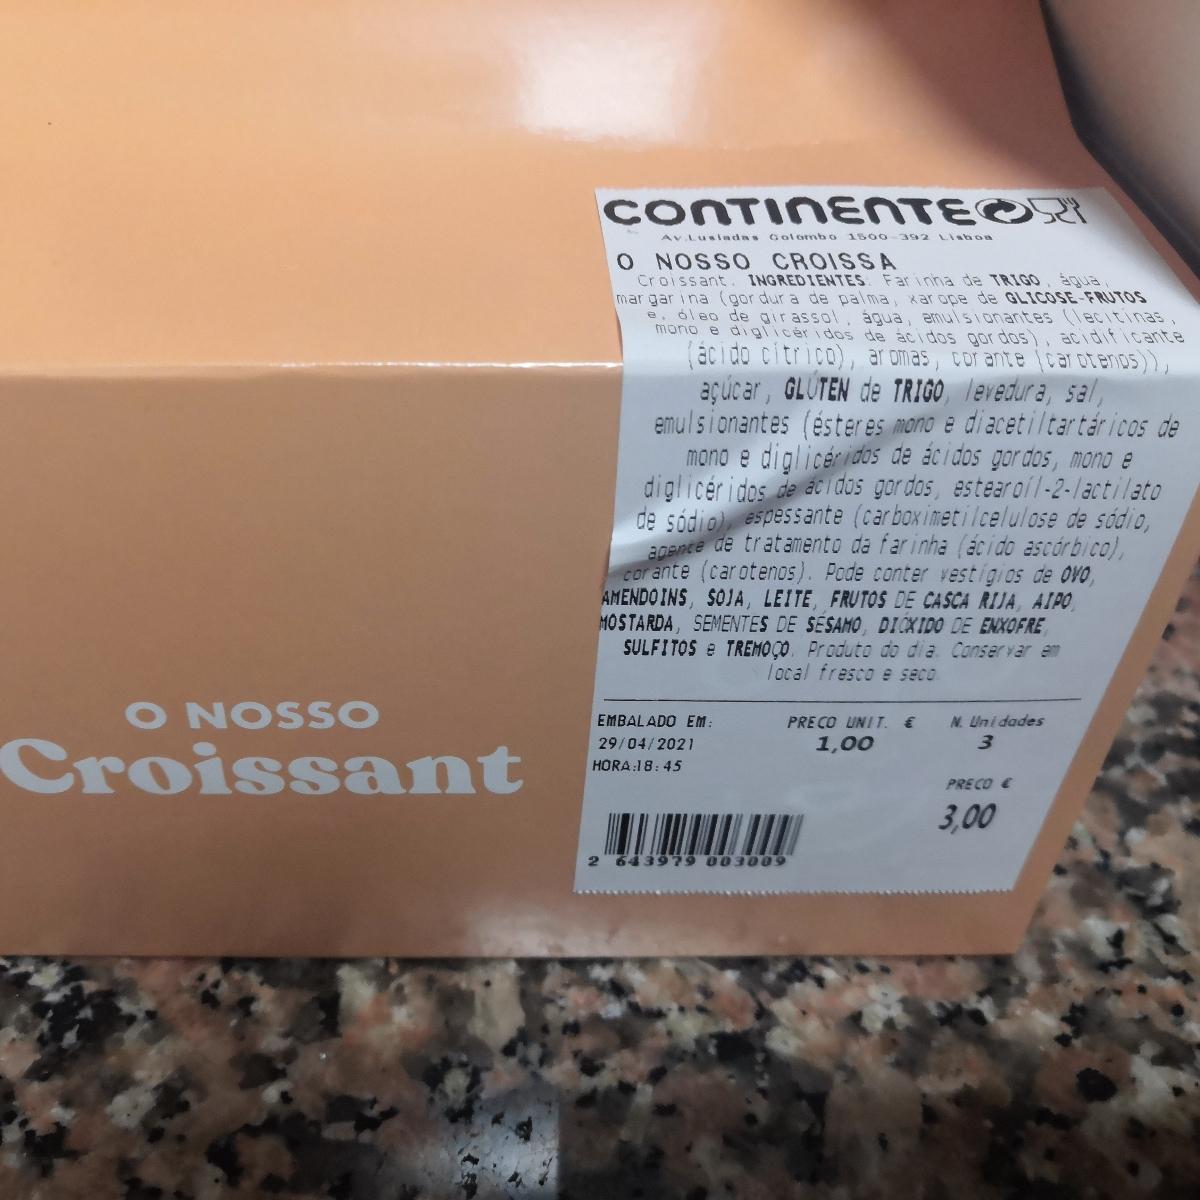 CONTINENTE
Av.Lusiadas Colombo 1500-392 Lisboa
O NOSSO CROISSA
Croissant. INGREDIENTES: Farinha de TRIGO, água,
margarina (gordura de palma, xarope de GLICOSE-FRUTOS
e, óleo de girassol, água, emulsionantes (lecitinas,
mono e diglicéridos de ácidos gordos), acidificante
(ácido cítrico), aromas, corante (carotenos)),
açúcar, GLÚTEN de TRIGO, levedura, sal,
emulsionantes (ésteres mono e diacetiltartáricos de
mono e diglicéridos de ácidos gordos, mono e
diglicéridos de ácidos gordos, estearoíl-2-lactilato
de sódio), espessante (carboximetilcelulose de sódio,
agente de tratamento da farinha (ácido ascórbico),
corante (carotenos). Pode conter vestígios de OVO,
AMENDOINS, SOJA, LEITE, FRUTOS DE CASCA RIJA, AIPO,
MOSTARDA, SEMENTES DE SÉSAMO, DIÓXIDO DE ENXOFRE,
SULFITOS e TREMOÇO. Produto do dia. Conservar em
local fresco e seco.
EMBALADO EM: PRECO UNIT. € N. Unidades
29/04/2021 1,00 3
HORA:18:45
PRECO €
3,00
2 643979 003009
O NOSSO
Croissant